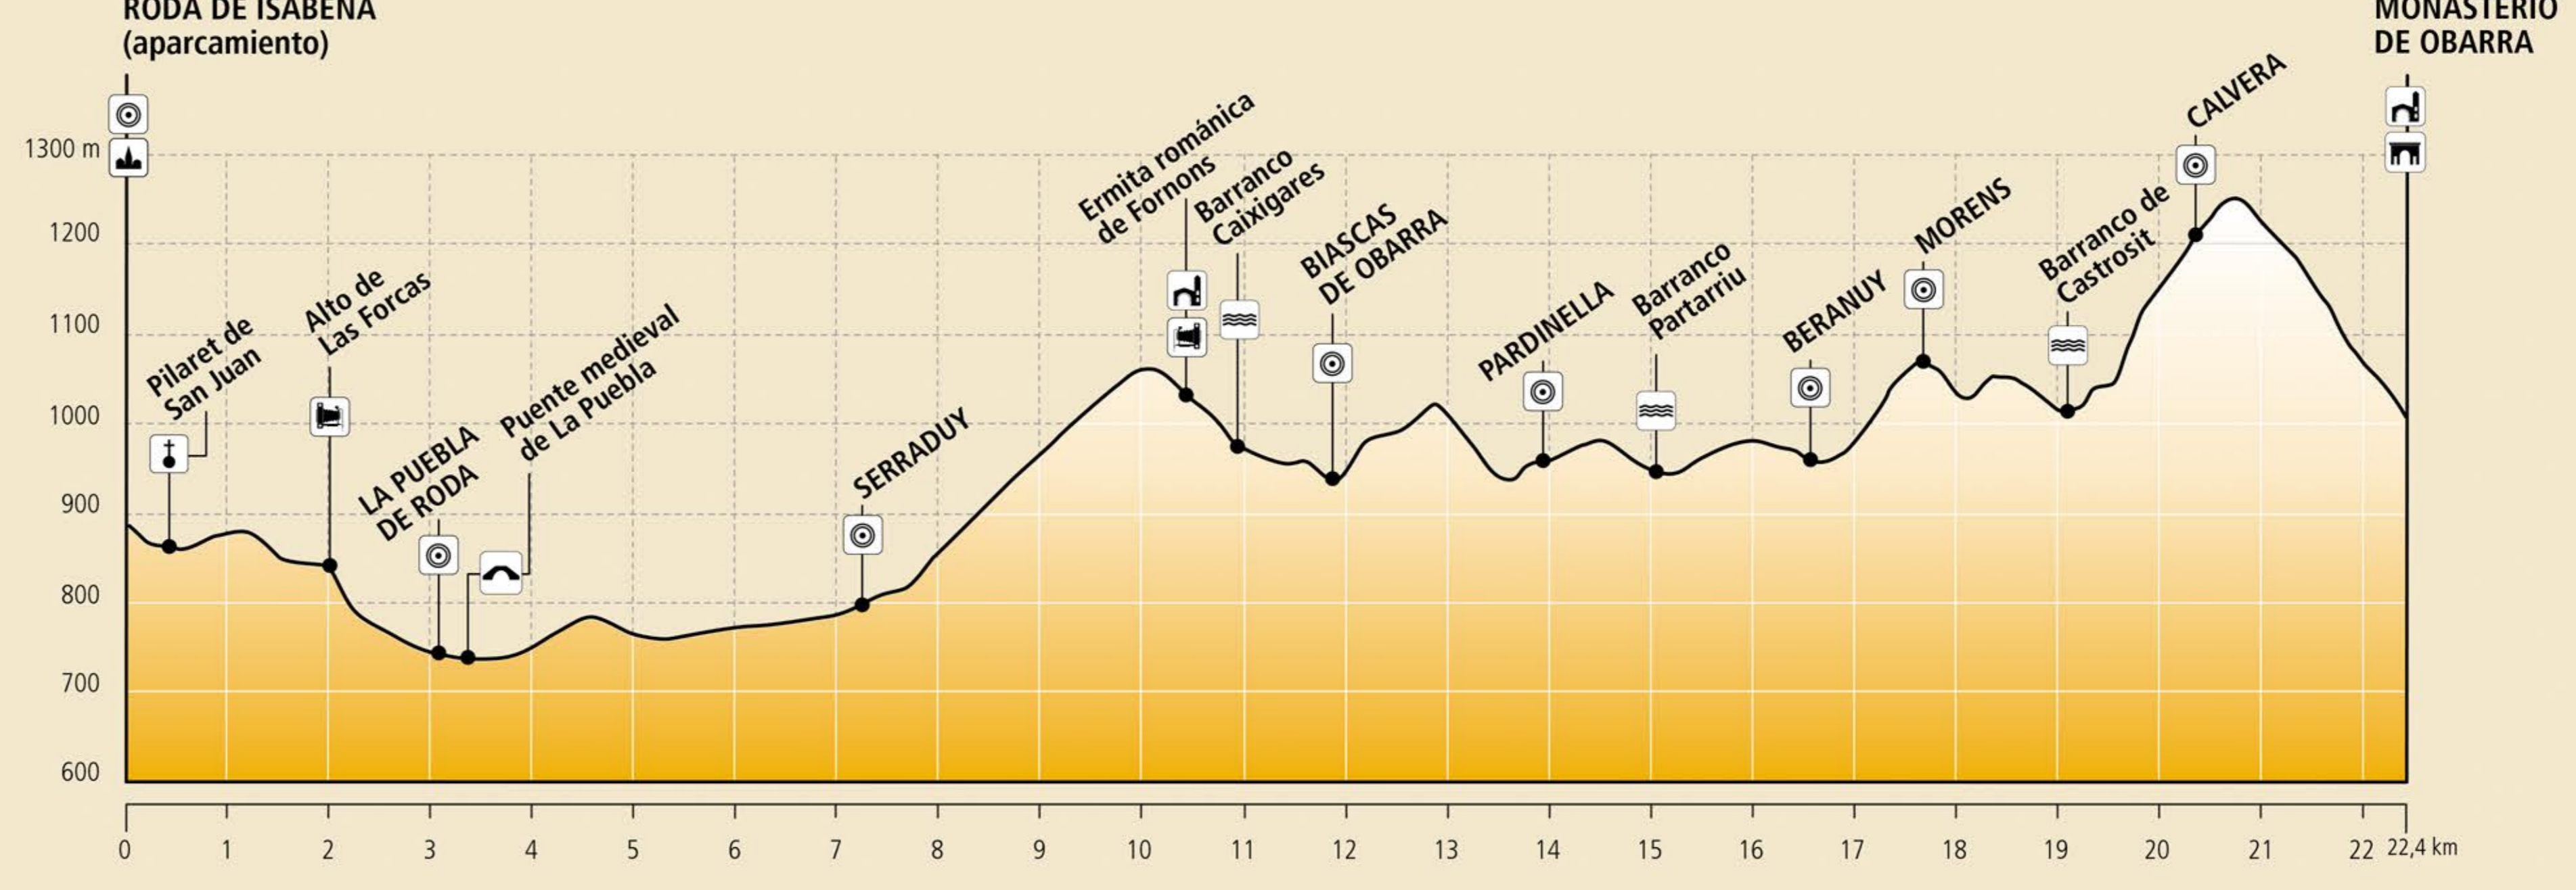 RODA DE ISÁBENA
(aparcamiento)
MONASTERIO
DE OBARRA
1300 m
1200
1100
1000
900
800
700
600
Pilaret de
San Juan
Alto de
Las Forcas
LA PUEBLA
DE RODA
Puente medieval
de La Puebla
SERRADUY
Ermita románica
de Fornons
Barranco
Caixigares
BIASCAS
DE OBARRA
PARDINELLA
Barranco
Partarriu
BERANUY
MORENS
Barranco de
Castrosit
CALVERA
0 1 2 3 4 5 6 7 8 9 10 11 12 13 14 15 16 17 18 19 20 21 22 22,4 km